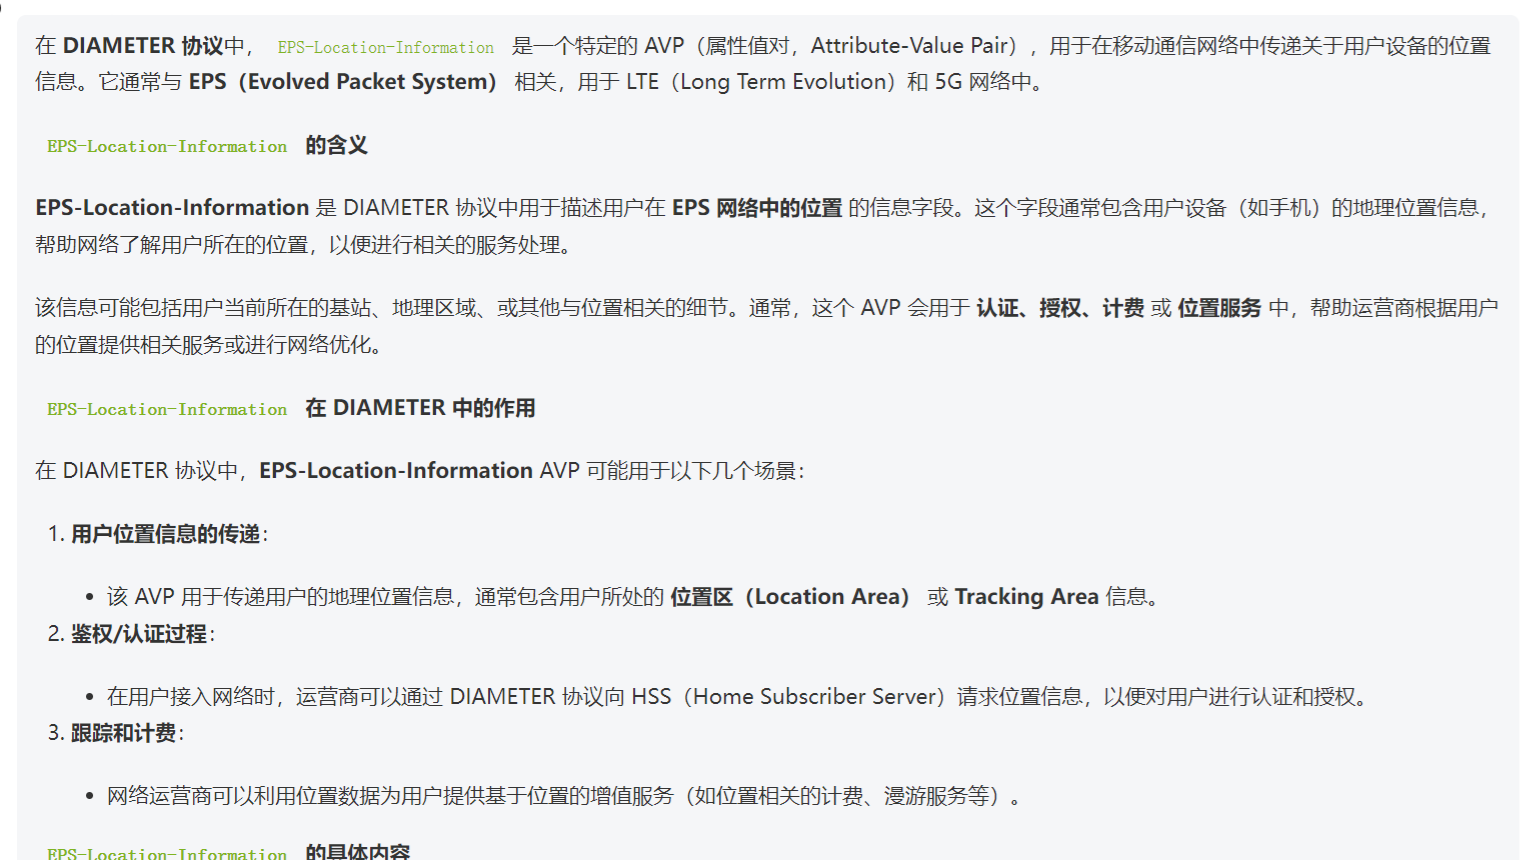 在 DIAMETER 协议中， EPS-Location-Information 是一个特定的 AVP（属性值对，Attribute-Value Pair），用于在移动通信网络中传递关于用户设备的位置
信息。它通常与 EPS（Evolved Packet System） 相关，用于 LTE（Long Term Evolution）和 5G 网络中。
EPS-Location-Information 的含义
EPS-Location-Information 是 DIAMETER 协议中用于描述用户在 EPS 网络中的位置 的信息字段。这个字段通常包含用户设备（如手机）的地理位置信息，
帮助网络了解用户所在的位置，以便进行相关的服务处理。
该信息可能包括用户当前所在的基站、地理区域、或其他与位置相关的细节。通常，这个 AVP 会用于 认证、授权、计费 或 位置服务 中，帮助运营商根据用户
的位置提供相关服务或进行网络优化。
EPS-Location-Information 在 DIAMETER 中的作用
在 DIAMETER 协议中，EPS-Location-Information AVP 可能用于以下几个场景：
1. 用户位置信息的传递：
• 该 AVP 用于传递用户的地理位置信息，通常包含用户所处的 位置区（Location Area） 或 Tracking Area 信息。
2. 鉴权/认证过程：
• 在用户接入网络时，运营商可以通过 DIAMETER 协议向 HSS（Home Subscriber Server）请求位置信息，以便对用户进行认证和授权。
3. 跟踪和计费：
• 网络运营商可以利用位置数据为用户提供基于位置的增值服务（如位置相关的计费、漫游服务等）。
EPS-Location-Information 的具体内容